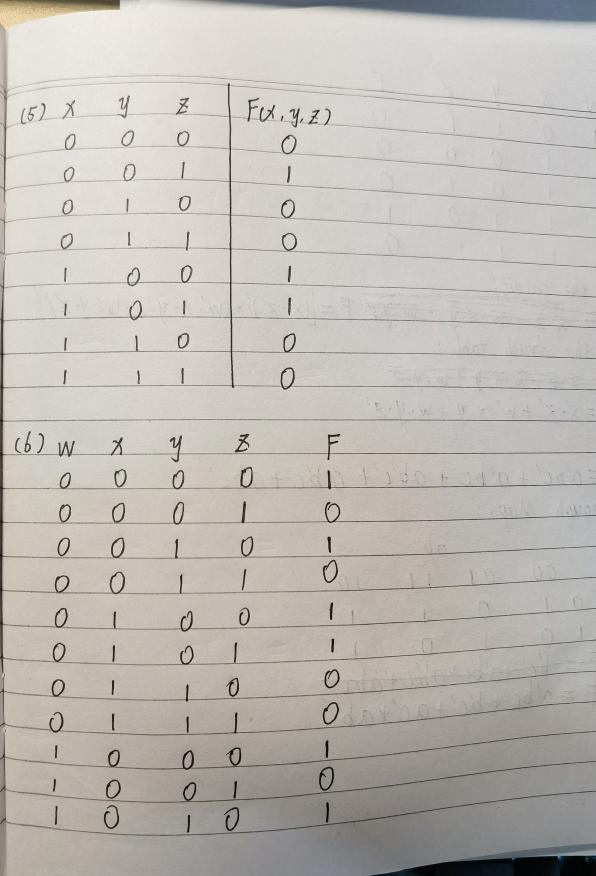 (5) x y z F(x,y,z)
0 0 0 0
0 0 1 1
0 1 0 0
0 1 1 0
1 0 0 1
1 0 1 1
1 1 0 0
1 1 1 0
(6) w x y z F
0 0 0 0 1
0 0 0 1 0
0 0 1 0 1
0 0 1 1 0
0 1 0 0 1
0 1 0 1 1
0 1 1 0 0
0 1 1 1 0
1 0 0 0 1
1 0 0 1 0
1 0 1 0 1